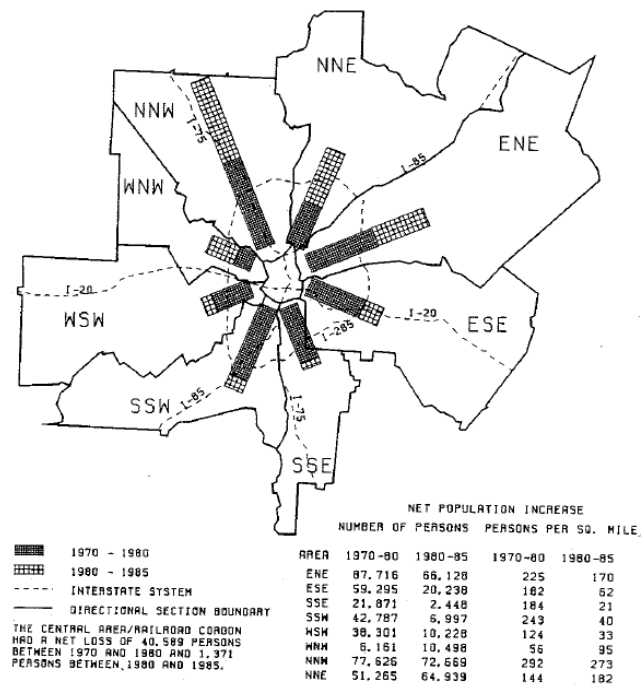 NNE
NNW
I-75
I-85
ENE
WNW
I-20
WSW
I-20
ESE
I-285
SSW
I-85
I-75
SSE
NET POPULATION INCREASE
NUMBER OF PERSONS PERSONS PER SQ. MILE
AREA 1970-80 1980-85 1970-80 1980-85
ENE 87,716 66,128 225 170
ESE 59,295 20,238 182 62
SSE 21,871 2,448 184 21
SSW 42,787 6,997 243 40
WSW 38,301 10,228 124 33
WNW 6,161 10,498 56 95
NNW 77,626 72,669 292 273
NNE 51,265 64,939 144 182
1970 - 1980
1980 - 1985
INTERSTATE SYSTEM
DIRECTIONAL SECTION BOUNDARY
THE CENTRAL AREA/RAILROAD CORDON
HAD A NET LOSS OF 40,589 PERSONS
BETWEEN 1970 AND 1980 AND 1,371
PERSONS BETWEEN 1980 AND 1985.